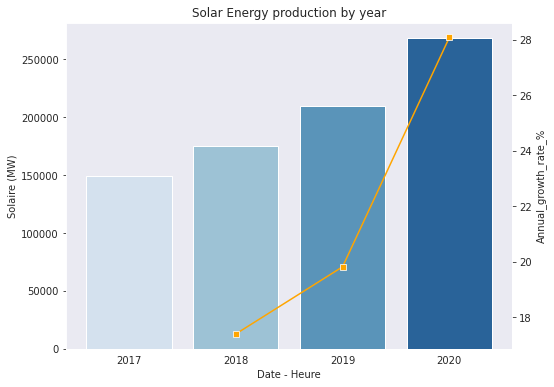 Solar Energy production by year
250000
200000
150000
100000
50000
0
Solaire (MW)
28
26
24
22
20
18
Annual_growth_rate_%
2017 2018 2019 2020
Date - Heure